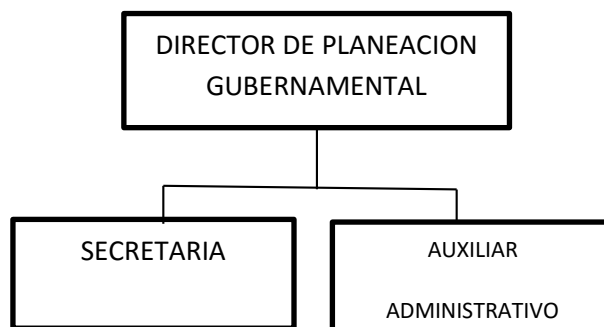 DIRECTOR DE PLANEACION
GUBERNAMENTAL
SECRETARIA
AUXILIAR
ADMINISTRATIVO